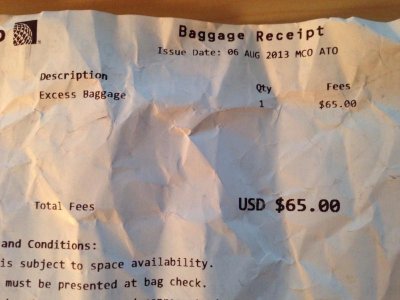 Baggage Receipt
Issue Date: 06 AUG 2013 MCO ATO
Description Qty Fees
Excess Baggage 1 $65.00
Total Fees USD $65.00
and Conditions:
is subject to space availability.
must be presented at bag check.